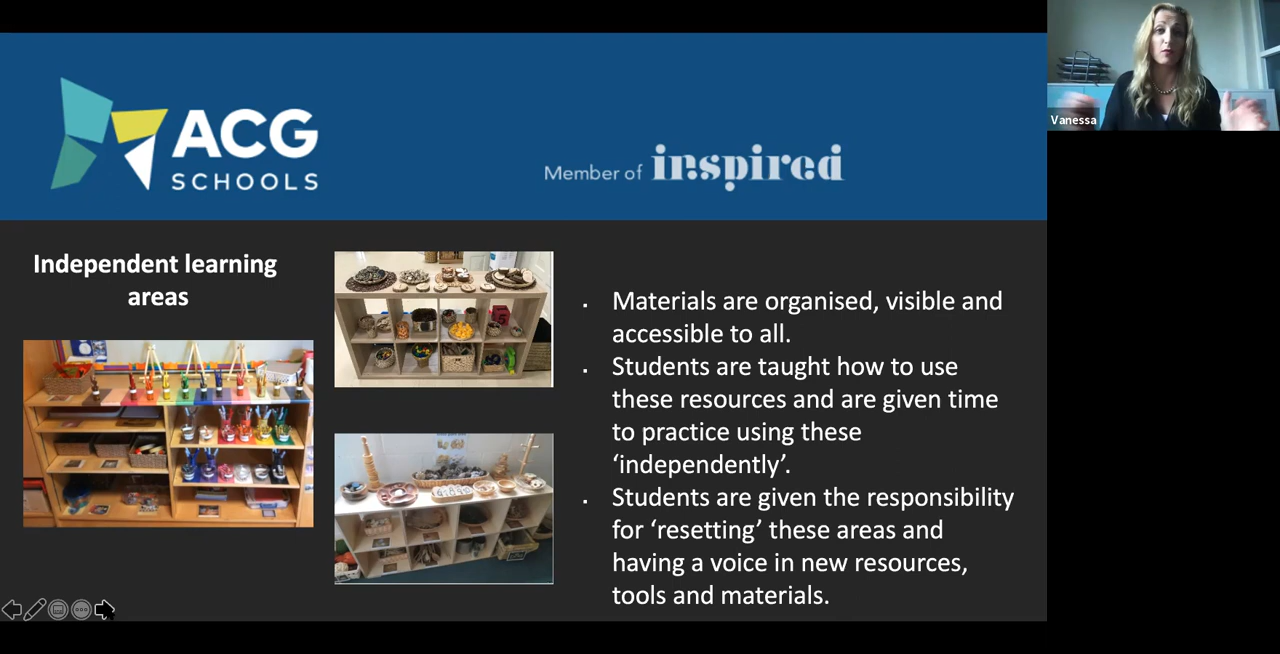 ACG
SCHOOLS
Member of inspired
Vanessa
Independent learning
areas
Materials are organised, visible and
accessible to all.
Students are taught how to use
these resources and are given time
to practice using these
‘independently’.
Students are given the responsibility
for ‘resetting’ these areas and
having a voice in new resources,
tools and materials.